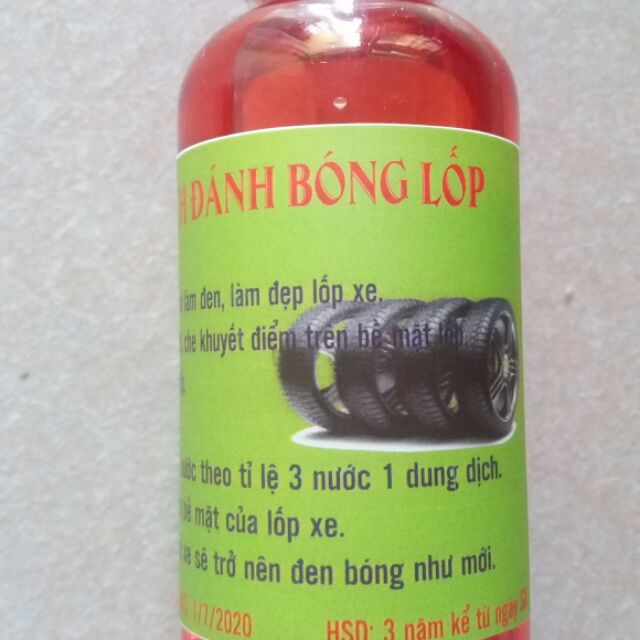 ĐÁNH BÓNG LỐP
làm đen, làm đẹp lốp xe,
che khuyết điểm trên bề mặt lốp,
nước theo tỉ lệ 3 nước 1 dung dịch.
bề mặt của lốp xe.
xe sẽ trở nên đen bóng như mới.
1/7/2020 HSD: 3 năm kể từ ngày